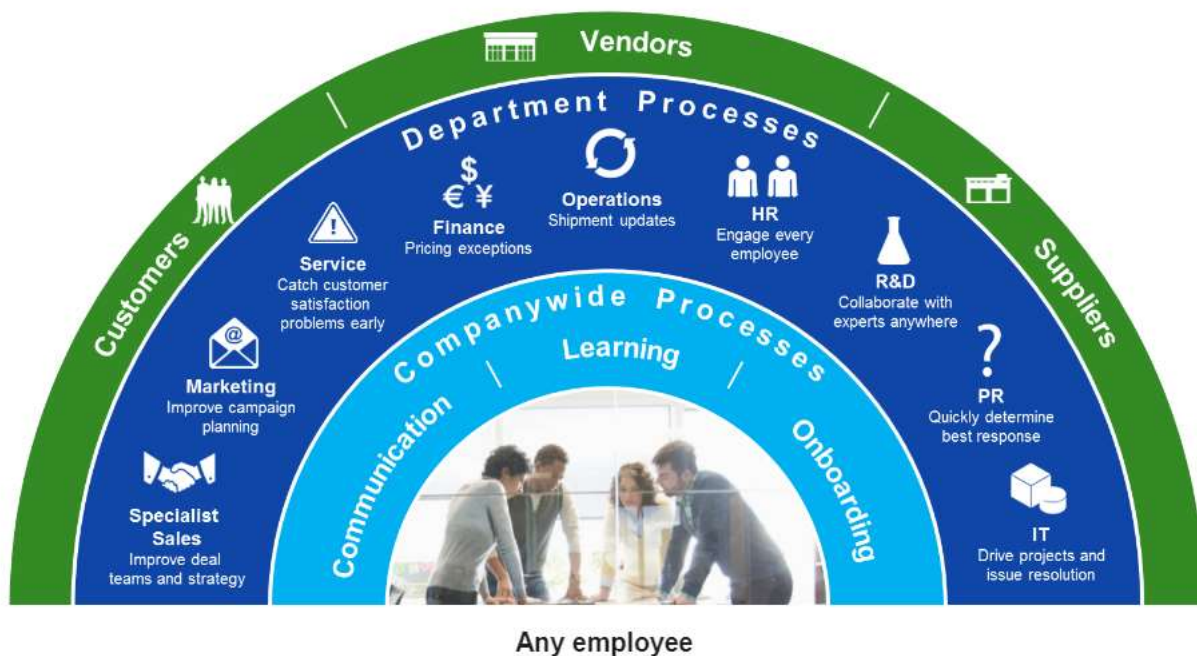 Vendors
Customers
Suppliers
Department Processes
Specialist
Sales
Improve deal
teams and strategy
@
Marketing
Improve campaign
planning
!
Service
Catch customer
satisfaction
problems early
$
€ ¥
Finance
Pricing exceptions
Operations
Shipment updates
HR
Engage every
employee
R&D
Collaborate with
experts anywhere
?
PR
Quickly determine
best response
IT
Drive projects and
issue resolution
Companywide Processes
Communication
Learning
Onboarding
Any employee